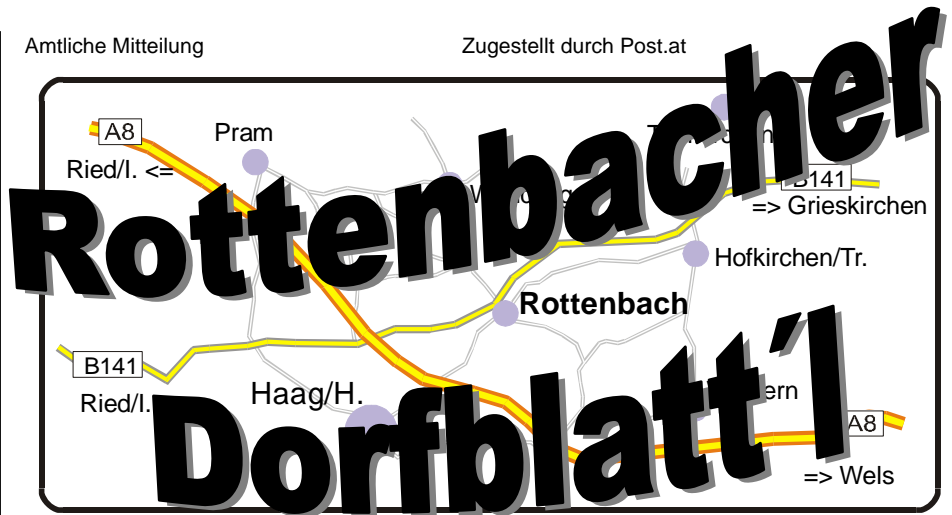 Amtliche Mitteilung Zugestellt durch Post.at
A8
Pram
Ried/I. <=
B141
=> Grieskirchen
Rottenbacher
Hofkirchen/Tr.
Rottenbach
B141
Ried/I.
Haag/H.
Dorfblatt´l
A8
=> Wels